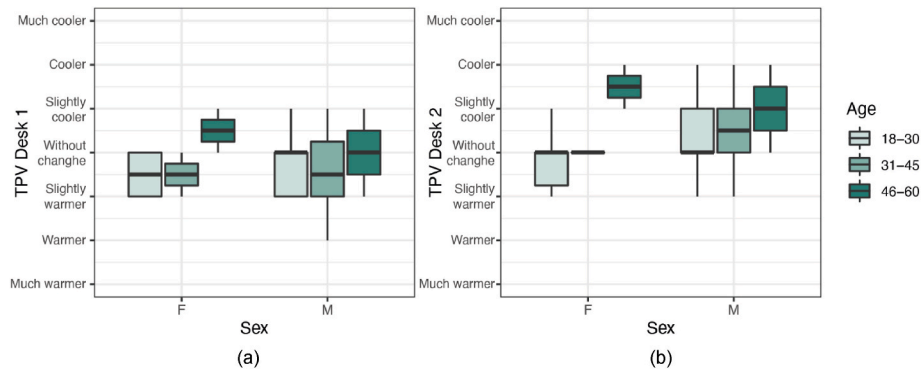 Much cooler
Cooler
Slightly
cooler
Without
changhe
Slightly
warmer
Warmer
Much warmer
TPV Desk 1
F
M
Sex
(a)
Much cooler
Cooler
Slightly
cooler
Without
changhe
Slightly
warmer
Warmer
Much warmer
TPV Desk 2
F
M
Sex
(b)
Age
18–30
31–45
46–60